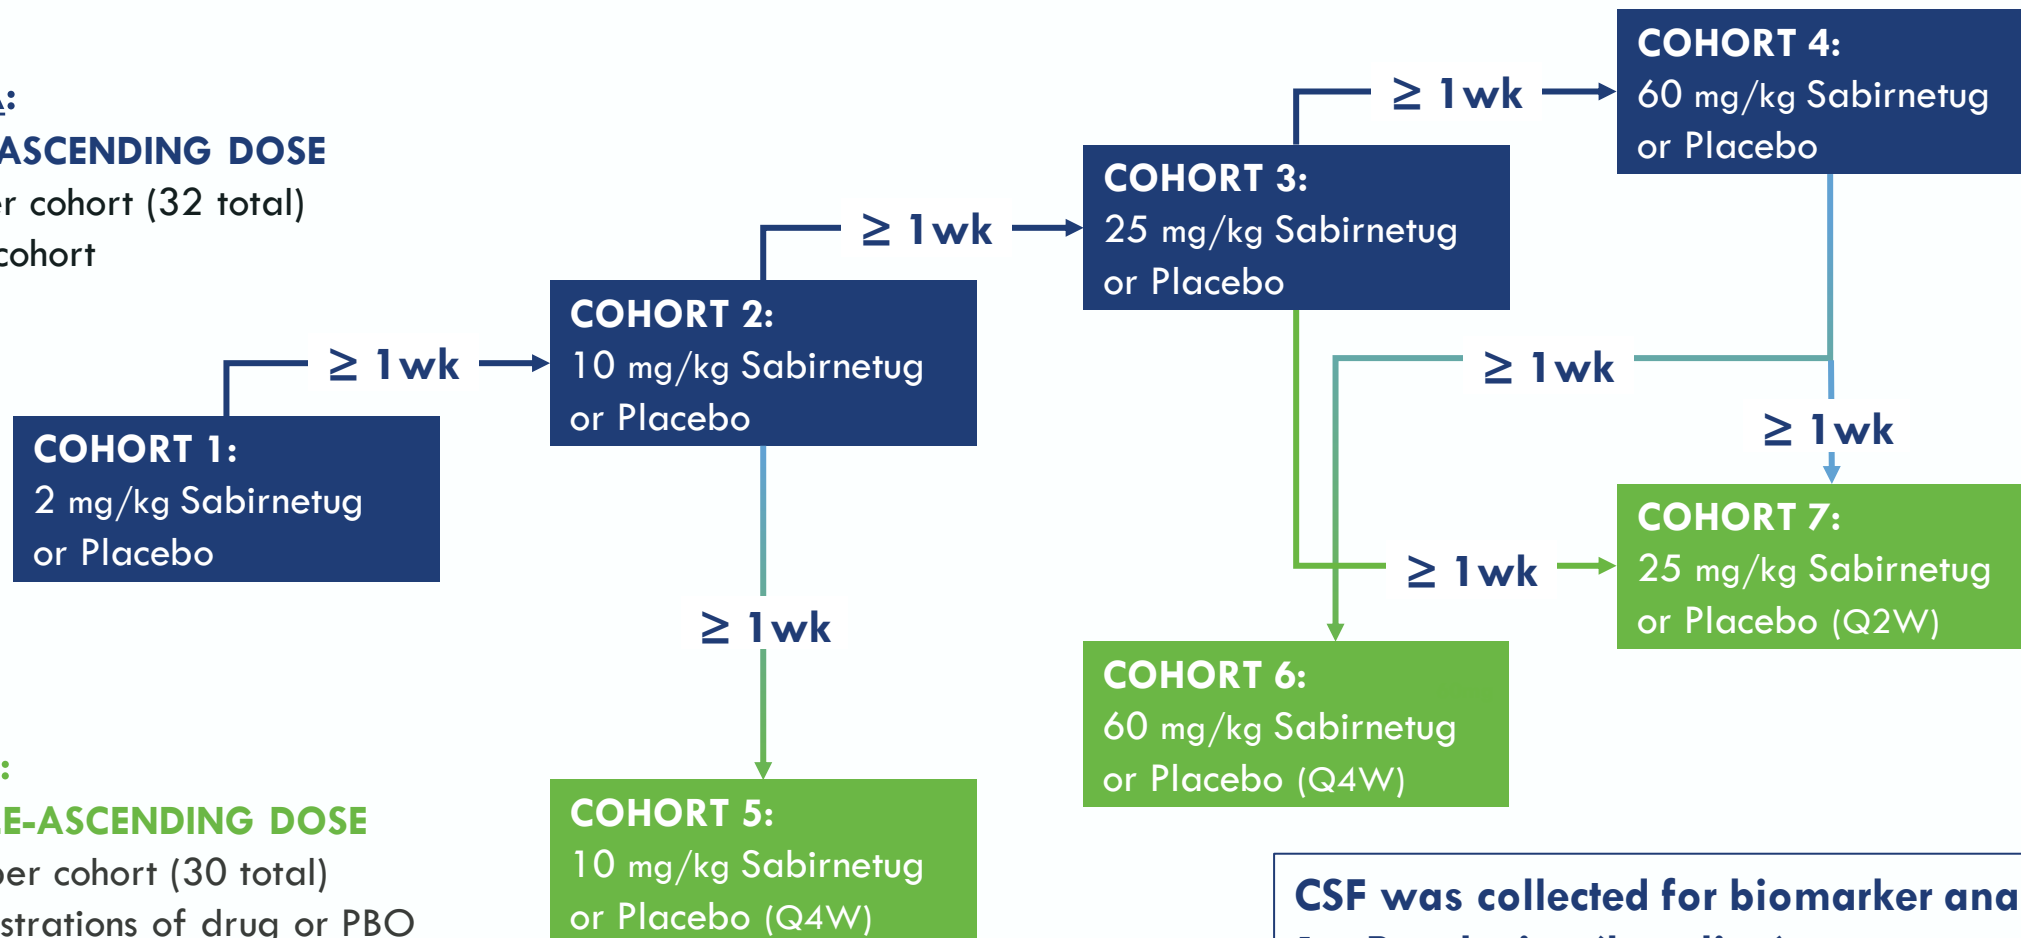 COHORT 4:
60 mg/kg Sabirnetug
or Placebo
≥ 1wk
ASCENDING DOSE
cohort (32 total)
cohort
COHORT 3:
25 mg/kg Sabirnetug
or Placebo
≥ 1wk
COHORT 2:
10 mg/kg Sabirnetug
or Placebo
≥ 1wk
≥ 1wk
≥ 1wk
COHORT 1:
2 mg/kg Sabirnetug
or Placebo
COHORT 7:
25 mg/kg Sabirnetug
or Placebo (Q2W)
≥ 1wk
≥ 1wk
COHORT 6:
60 mg/kg Sabirnetug
or Placebo (Q4W)
-ASCENDING DOSE
per cohort (30 total)
of drug or PBO
COHORT 5:
10 mg/kg Sabirnetug
or Placebo (Q4W)
CSF was collected for biomarker